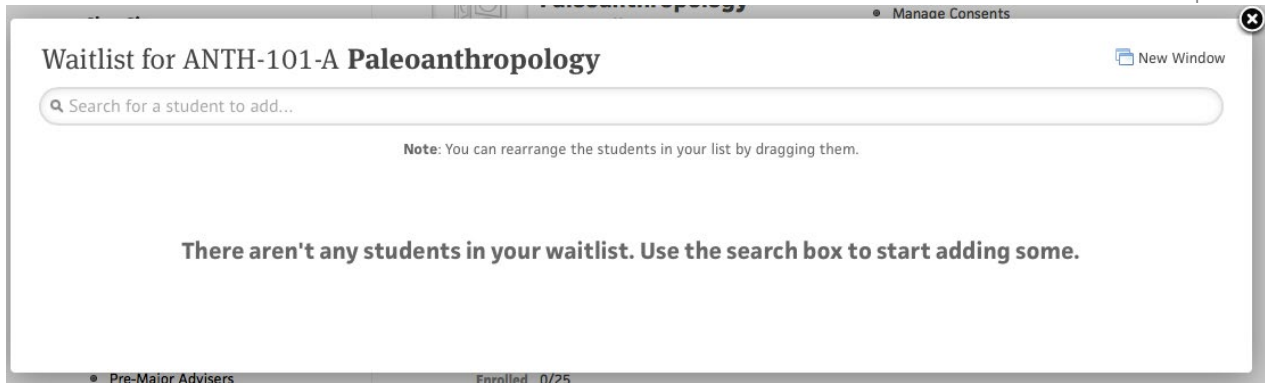 Paleoanthropology
Manage Consents
Waitlist for ANTH-101-A Paleoanthropology
New Window
Search for a student to add...
Note: You can rearrange the students in your list by dragging them.
There aren't any students in your waitlist. Use the search box to start adding some.
Pre-Major Advisers
Enrolled 0/25